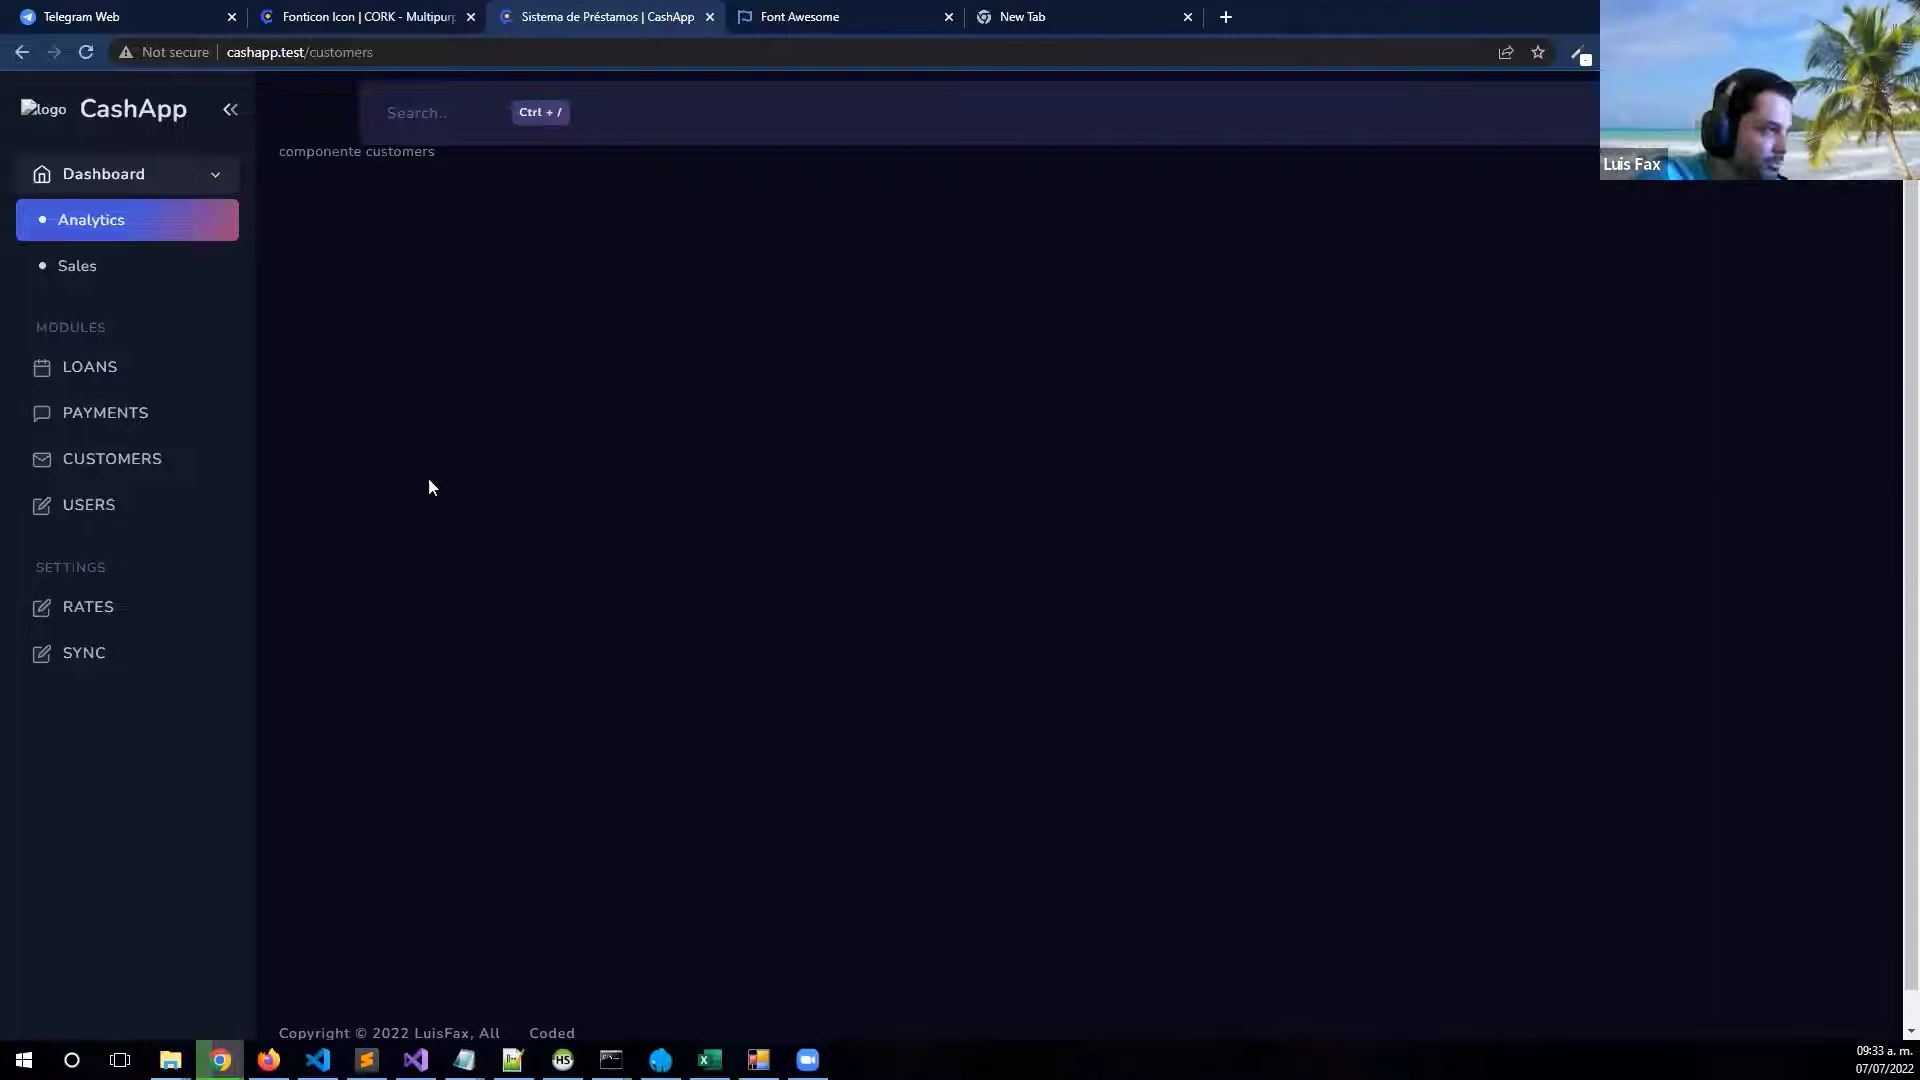 Telegram Web
Fonticon Icon | CORK - Multipur
Sistema de Préstamos | CashApp
Font Awesome
New Tab
Not secure
cashapp.test/customers
logo
CashApp
Search..
Ctrl + /
componente customers
Luis Fax
Dashboard
Analytics
Sales
MODULES
LOANS
PAYMENTS
CUSTOMERS
USERS
SETTINGS
RATES
SYNC
Copyright © 2022 LuisFax, All
Coded
HS
09:33 a. m.
07/07/2022